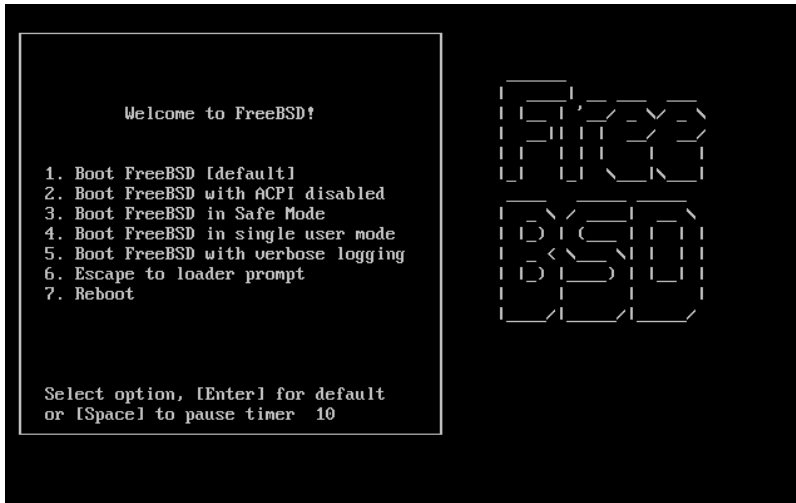 Welcome to FreeBSD!
1. Boot FreeBSD [default]
2. Boot FreeBSD with ACPI disabled
3. Boot FreeBSD in Safe Mode
4. Boot FreeBSD in single user mode
5. Boot FreeBSD with verbose logging
6. Escape to loader prompt
7. Reboot
Select option, [Enter] for default
or [Space] to pause timer  10
Free
BSD